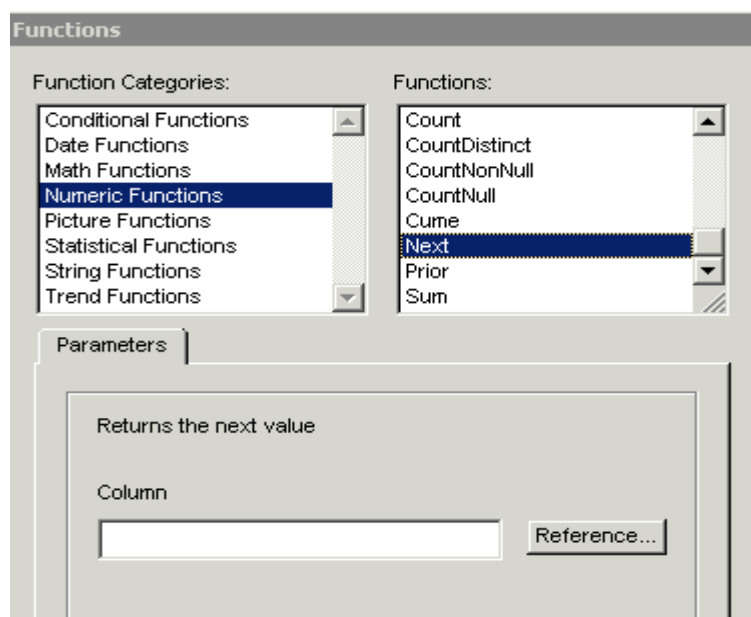 Functions
Function Categories:
Conditional Functions
Date Functions
Math Functions
Numeric Functions
Picture Functions
Statistical Functions
String Functions
Trend Functions
Functions:
Count
CountDistinct
CountNonNull
CountNull
Cume
Next
Prior
Sum
Parameters
Returns the next value
Column
Reference...